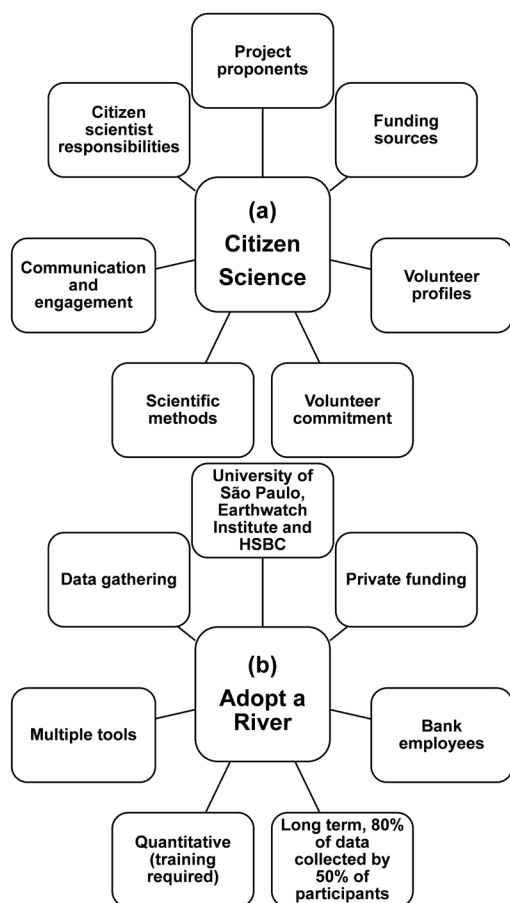 Project
proponents
Citizen
scientist
responsibilities
Funding
sources
(a)
Citizen
Science
Communication
and
engagement
Volunteer
profiles
Scientific
methods
Volunteer
commitment
University of
São Paulo,
Earthwatch
Institute and
HSBC
Data gathering
Private funding
(b)
Adopt a
River
Multiple tools
Bank
employees
Quantitative
(training
required)
Long term, 80%
of data
collected by
50% of
participants